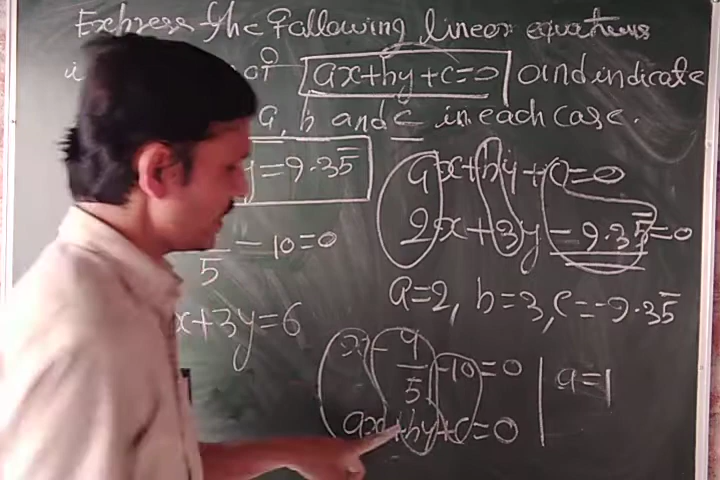 Express the following linear equations
i of ax+by+c=0 and indicate
a, b and c in each case.
y=9.35̅
ax+by+c=0
2x+3y-9.35̅=0
5 -10=0
a=2, b=3, c=-9.35̅
x+3y=6
x - y/5 -10=0
a=1
ax+by+c=0